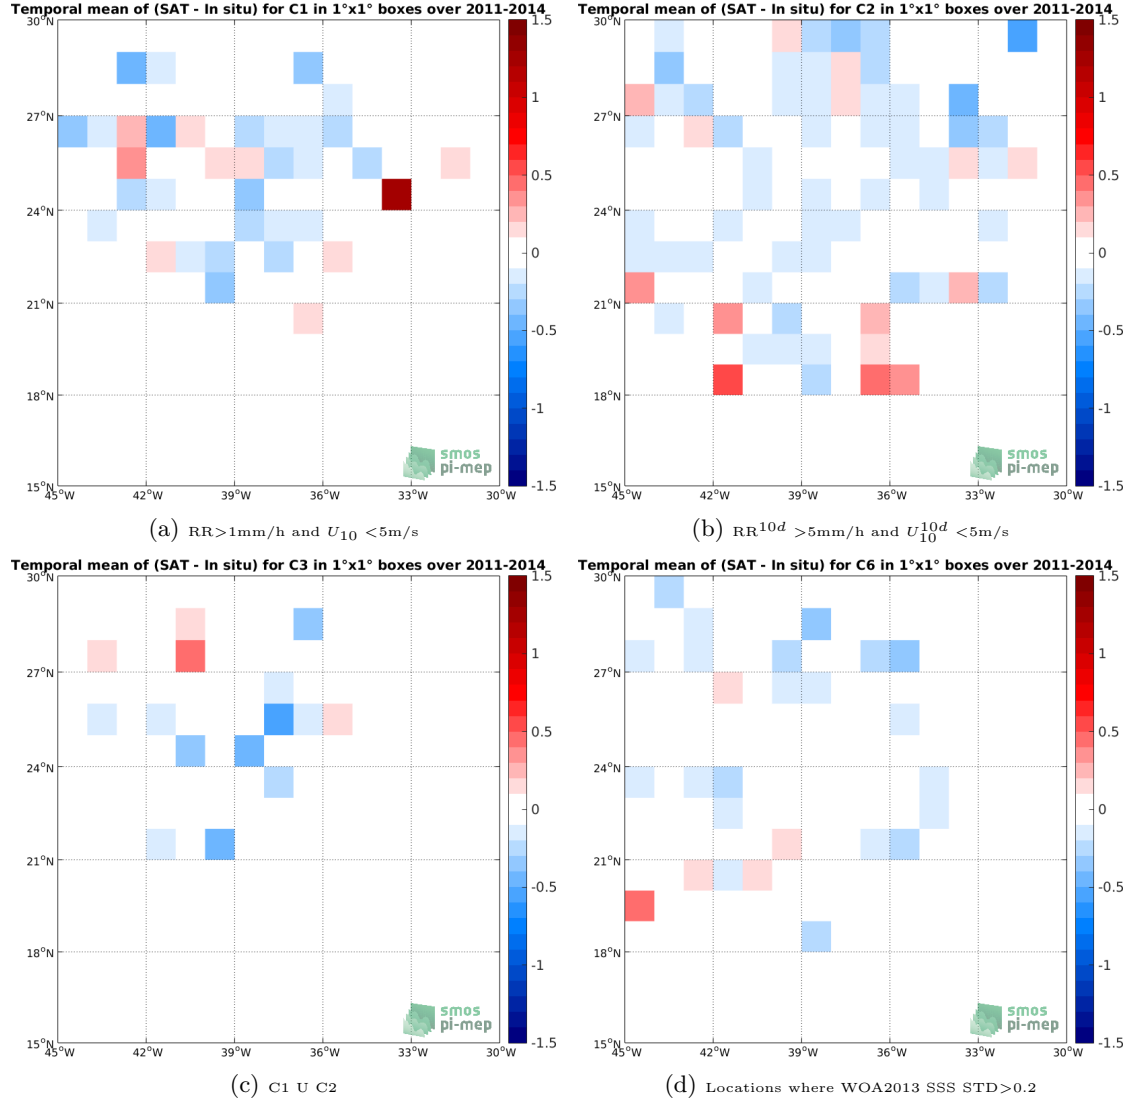 Temporal mean of (SAT - In situ) for C1 in 1°x1° boxes over 2011-2014
30°N
27°N
24°N
21°N
18°N
15°N
45°W 42°W 39°W 36°W 33°W 30°W
1.5
1
0.5
0
-0.5
-1
-1.5
smos
pi-mep
(a) RR>1mm/h and U10 <5m/s
Temporal mean of (SAT - In situ) for C2 in 1°x1° boxes over 2011-2014
30°N
27°N
24°N
21°N
18°N
15°N
45°W 42°W 39°W 36°W 33°W 30°W
1.5
1
0.5
0
-0.5
-1
-1.5
smos
pi-mep
(b) RR^10d >5mm/h and U10^10d <5m/s
Temporal mean of (SAT - In situ) for C3 in 1°x1° boxes over 2011-2014
30°N
27°N
24°N
21°N
18°N
15°N
45°W 42°W 39°W 36°W 33°W 30°W
1.5
1
0.5
0
-0.5
-1
-1.5
smos
pi-mep
(c) C1 U C2
Temporal mean of (SAT - In situ) for C6 in 1°x1° boxes over 2011-2014
30°N
27°N
24°N
21°N
18°N
15°N
45°W 42°W 39°W 36°W 33°W 30°W
1.5
1
0.5
0
-0.5
-1
-1.5
smos
pi-mep
(d) Locations where WOA2013 SSS STD>0.2